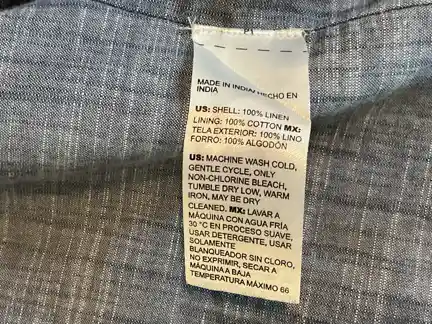 MADE IN INDIA/HECHO EN
INDIA
US: SHELL: 100% LINEN
LINING: 100% COTTON MX:
TELA EXTERIOR: 100% LINO
FORRO: 100% ALGODÓN
US: MACHINE WASH COLD,
GENTLE CYCLE, ONLY
NON-CHLORINE BLEACH,
TUMBLE DRY LOW, WARM
IRON, MAY BE DRY
CLEANED. MX: LAVAR A
MÁQUINA CON AGUA FRÍA
30 °C EN PROCESO SUAVE,
USAR DETERGENTE, USAR
SOLAMENTE
BLANQUEADOR SIN CLORO,
NO EXPRIMIR, SECAR A
MÁQUINA A BAJA
TEMPERATURA MÁXIMO 66